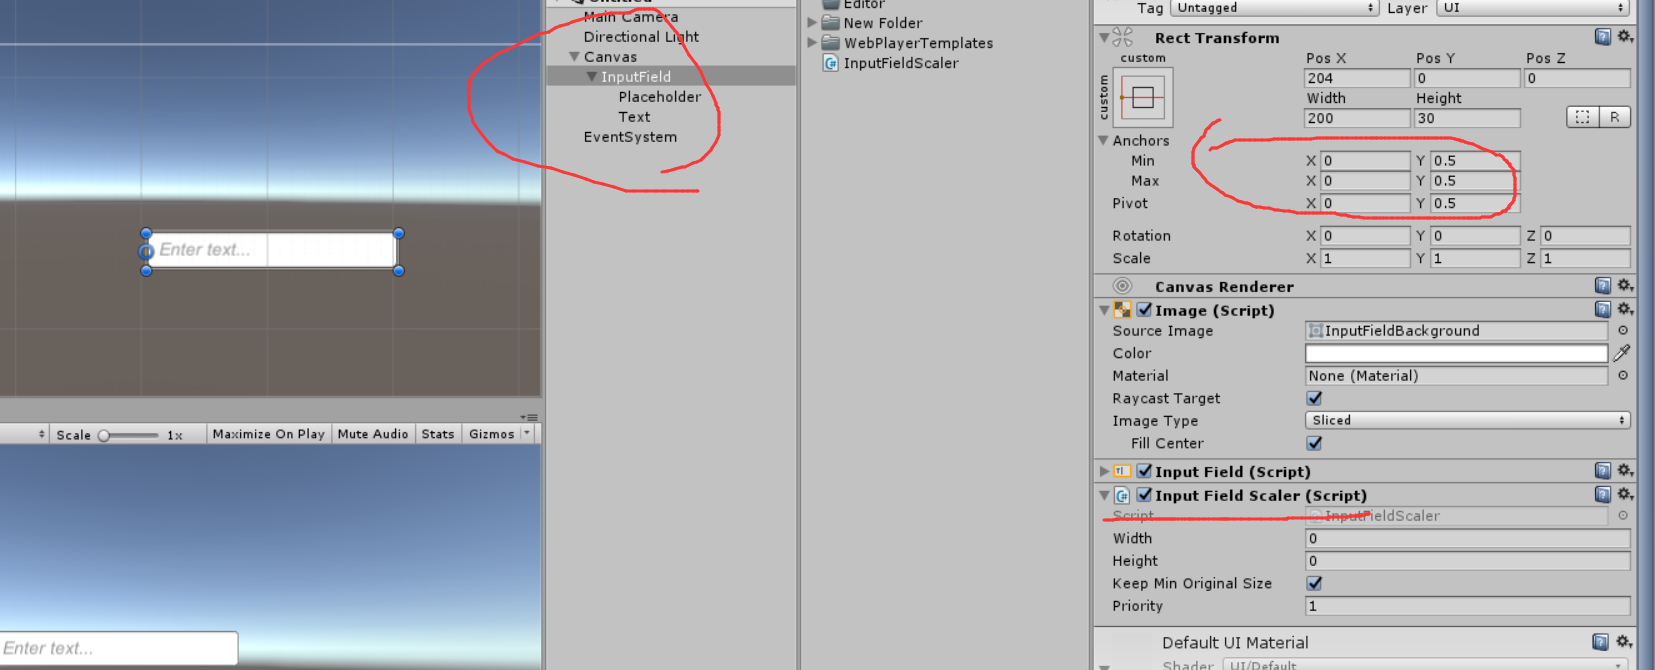 Untitled
Main Camera
Directional Light
Canvas
InputField
Placeholder
Text
EventSystem
Enter text...
Scale 1x Maximize On Play Mute Audio Stats Gizmos
Enter text...
Editor
New Folder
WebPlayerTemplates
InputFieldScaler
Tag Untagged Layer UI
Rect Transform
custom
custom
Pos X Pos Y Pos Z
204 0 0
Width Height
200 30
R
Anchors
Min X 0 Y 0.5
Max X 0 Y 0.5
Pivot X 0 Y 0.5
Rotation X 0 Y 0 Z 0
Scale X 1 Y 1 Z 1
Canvas Renderer
Image (Script)
Source Image InputFieldBackground
Color
Material None (Material)
Raycast Target
Image Type Sliced
Fill Center
Input Field (Script)
Input Field Scaler (Script)
Script InputFieldScaler
Width 0
Height 0
Keep Min Original Size
Priority 1
Default UI Material
Shader UI/Default